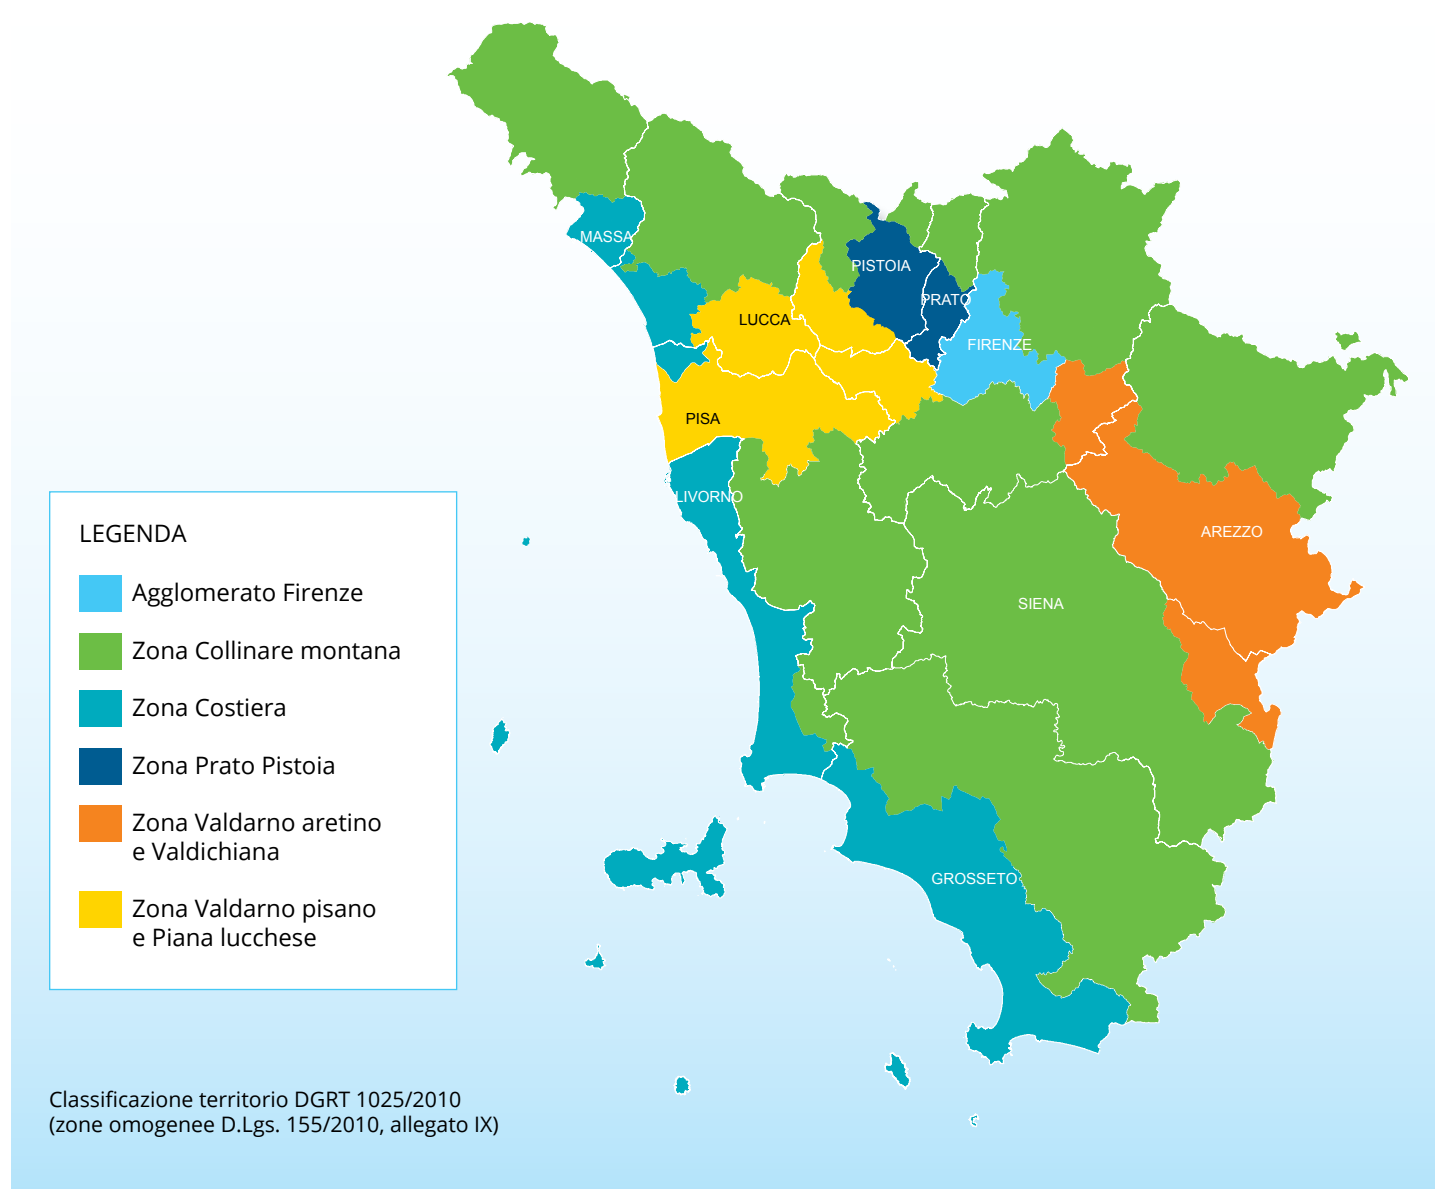 MASSA
PISTOIA
PRATO
LUCCA
FIRENZE
PISA
LIVORNO
AREZZO
SIENA
GROSSETO
LEGENDA
Agglomerato Firenze
Zona Collinare montana
Zona Costiera
Zona Prato Pistoia
Zona Valdarno aretino
e Valdichiana
Zona Valdarno pisano
e Piana lucchese
Classificazione territorio DGRT 1025/2010
(zone omogenee D.Lgs. 155/2010, allegato IX)